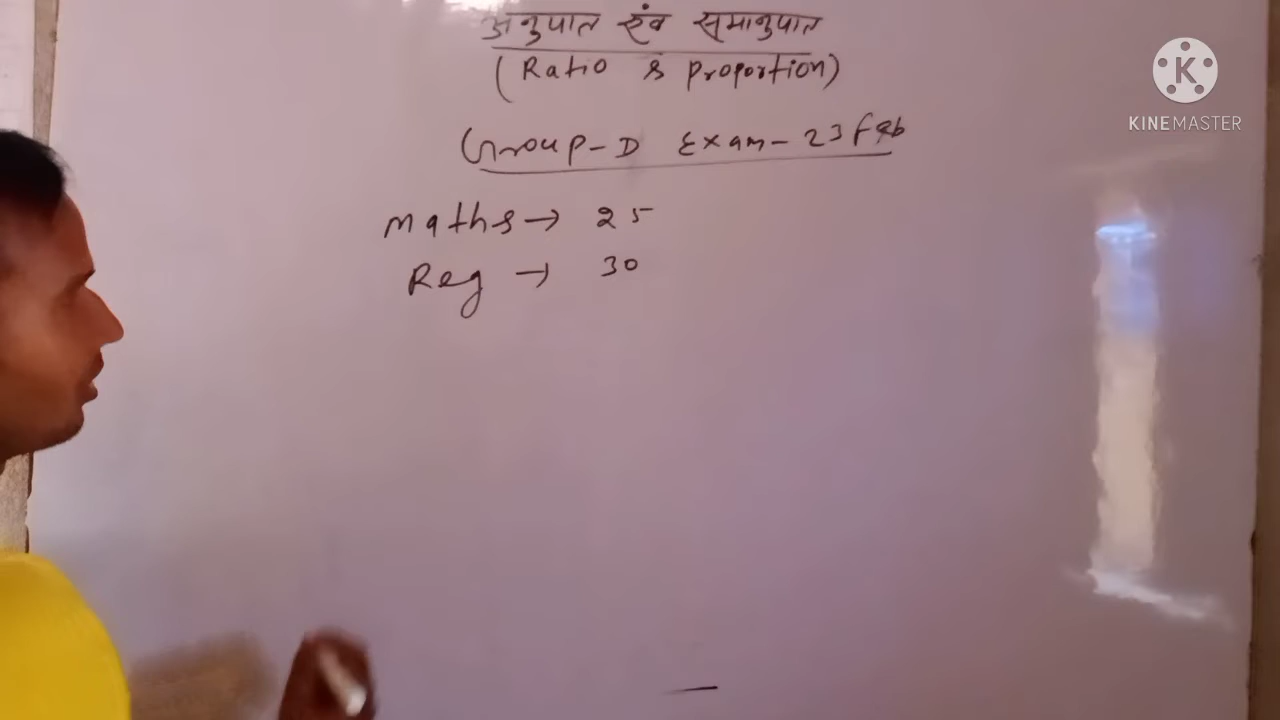 अनुपात एंव समानुपात
(Ratio & Proportion)
Group-D Exam- 23 Feb
Maths → 25
Reg → 30
KINEMASTER